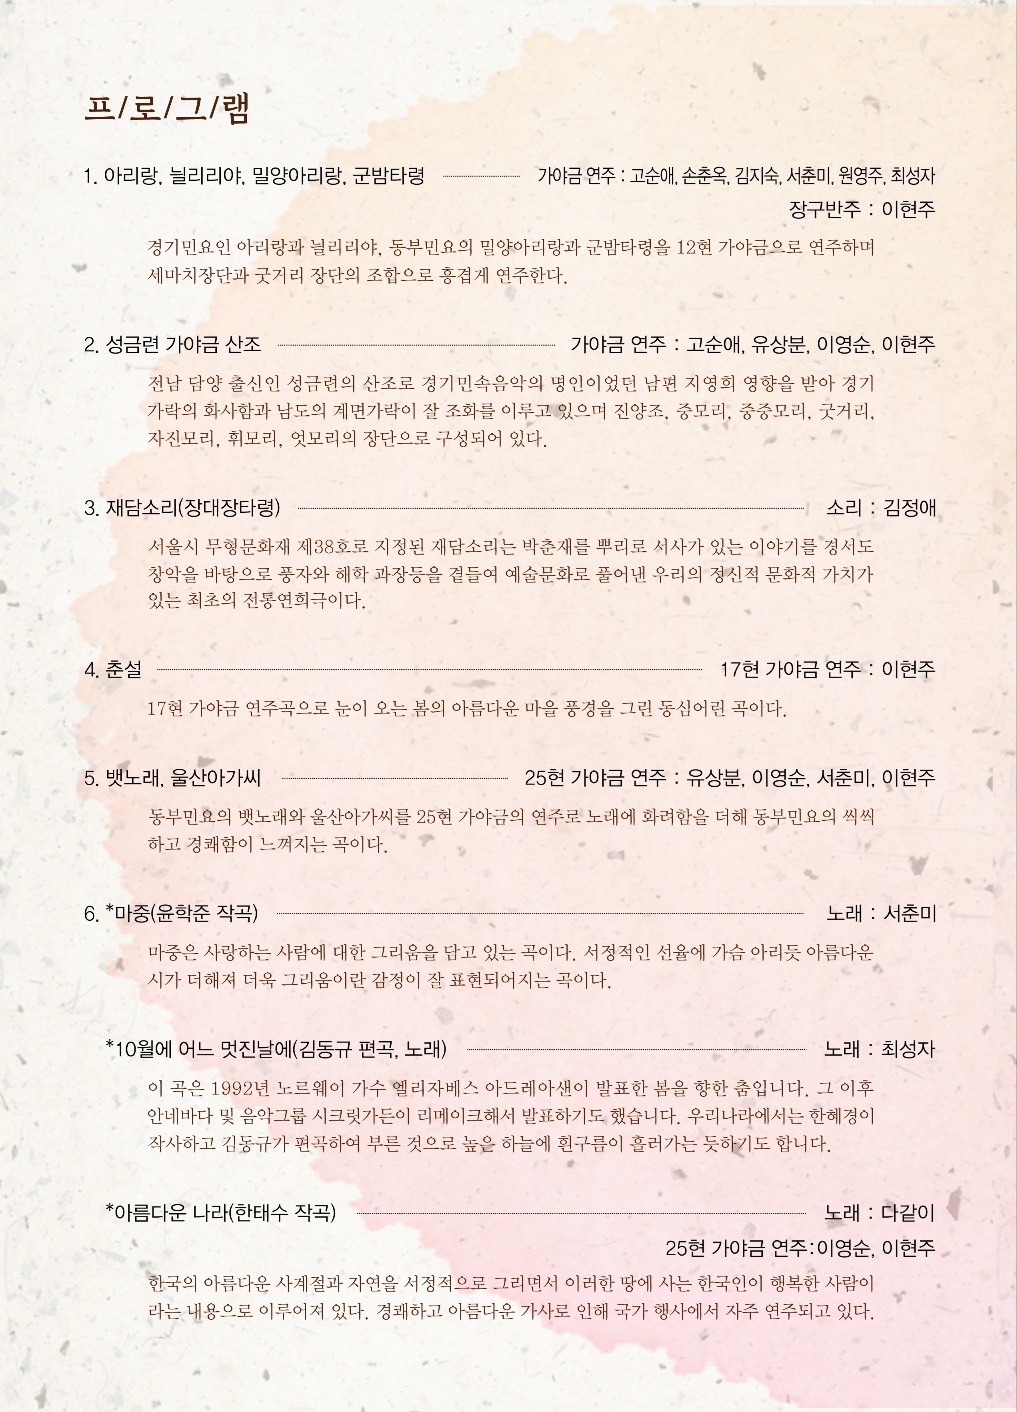 프/로/그/램
1. 아리랑, 늴리리야, 밀양아리랑, 군밤타령 가야금 연주 : 고순애, 손춘옥, 김지숙, 서춘미, 원영주, 최성자
장구반주 : 이현주
경기민요인 아리랑과 늴리리야, 동부민요의 밀양아리랑과 군밤타령을 12현 가야금으로 연주하며
세마치장단과 굿거리 장단의 조합으로 흥겹게 연주한다.
2. 성금련 가야금 산조 가야금 연주 : 고순애, 유상분, 이영순, 이현주
전남 담양 출신인 성금련의 산조로 경기민속음악의 명인이었던 남편 지영희 영향을 받아 경기
가락의 화사함과 남도의 계면가락이 잘 조화를 이루고 있으며 진양조, 중모리, 중중모리, 굿거리,
자진모리, 휘모리, 엇모리의 장단으로 구성되어 있다.
3. 재담소리(장대장타령) 소리 : 김정애
서울시 무형문화재 제38호로 지정된 재담소리는 박춘재를 뿌리로 서사가 있는 이야기를 경서도
창악을 바탕으로 풍자와 해학 과장등을 곁들여 예술문화로 풀어낸 우리의 정신적 문화적 가치가
있는 최초의 전통연희극이다.
4. 춘설 17현 가야금 연주 : 이현주
17현 가야금 연주곡으로 눈이 오는 봄의 아름다운 마을 풍경을 그린 동심어린 곡이다.
5. 뱃노래, 울산아가씨 25현 가야금 연주 : 유상분, 이영순, 서춘미, 이현주
동부민요의 뱃노래와 울산아가씨를 25현 가야금의 연주로 노래에 화려함을 더해 동부민요의 씩씩
하고 경쾌함이 느껴지는 곡이다.
6. *마중(윤학준 작곡) 노래 : 서춘미
마중은 사랑하는 사람에 대한 그리움을 담고 있는 곡이다. 서정적인 선율에 가슴 아리듯 아름다운
시가 더해져 더욱 그리움이란 감정이 잘 표현되어지는 곡이다.
*10월에 어느 멋진날에(김동규 편곡, 노래) 노래 : 최성자
이 곡은 1992년 노르웨이 가수 엘리자베스 아드레아샌이 발표한 봄을 향한 춤입니다. 그 이후
안네바다 및 음악그룹 시크릿가든이 리메이크해서 발표하기도 했습니다. 우리나라에서는 한혜경이
작사하고 김동규가 편곡하여 부른 것으로 높은 하늘에 흰구름이 흘러가는 듯하기도 합니다.
*아름다운 나라(한태수 작곡) 노래 : 다같이
25현 가야금 연주:이영순, 이현주
한국의 아름다운 사계절과 자연을 서정적으로 그리면서 이러한 땅에 사는 한국인이 행복한 사람이
라는 내용으로 이루어져 있다. 경쾌하고 아름다운 가사로 인해 국가 행사에서 자주 연주되고 있다.